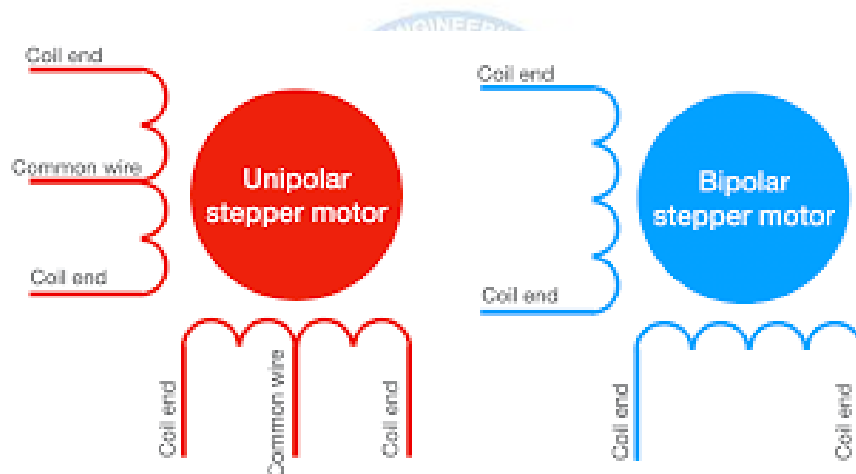 ENGINEER
Coil end
Common wire
Coil end
Unipolar
stepper motor
Coil end
Common wire
Coil end
Coil end
Coil end
Bipolar
stepper motor
Coil end
Coil end